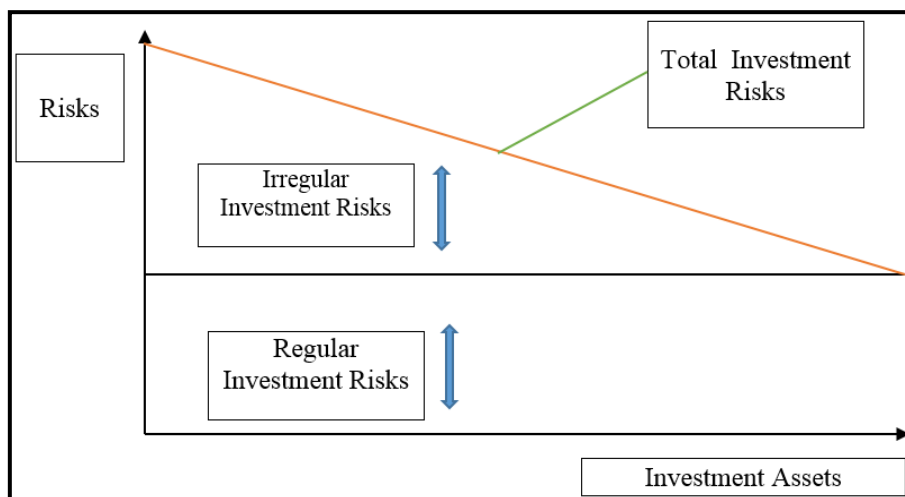 Risks
Total Investment
Risks
Irregular
Investment Risks
Regular
Investment Risks
Investment Assets